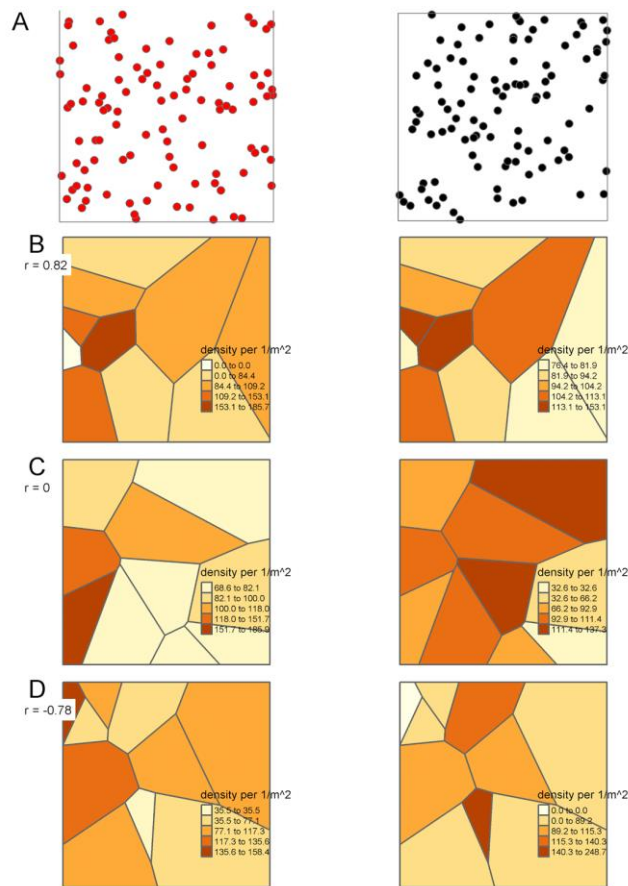 A
B
r = 0.82
density per 1/m^2
0.0 to 0.0
0.0 to 84.4
84.4 to 109.2
109.2 to 153.1
153.1 to 185.7
density per 1/m^2
76.4 to 81.9
81.9 to 94.2
94.2 to 104.2
104.2 to 113.1
113.1 to 153.1
C
r = 0
density per 1/m^2
68.6 to 82.1
82.1 to 100.0
100.0 to 118.0
118.0 to 151.7
density per 1/m^2
32.6 to 32.6
32.6 to 66.2
66.2 to 92.9
92.9 to 111.4
111.4 to 137.3
D
r = -0.78
density per 1/m^2
35.5 to 35.5
35.5 to 77.1
77.1 to 117.3
117.3 to 135.6
135.6 to 158.4
density per 1/m^2
0.0 to 0.0
0.0 to 89.2
89.2 to 115.3
115.3 to 140.3
140.3 to 248.7